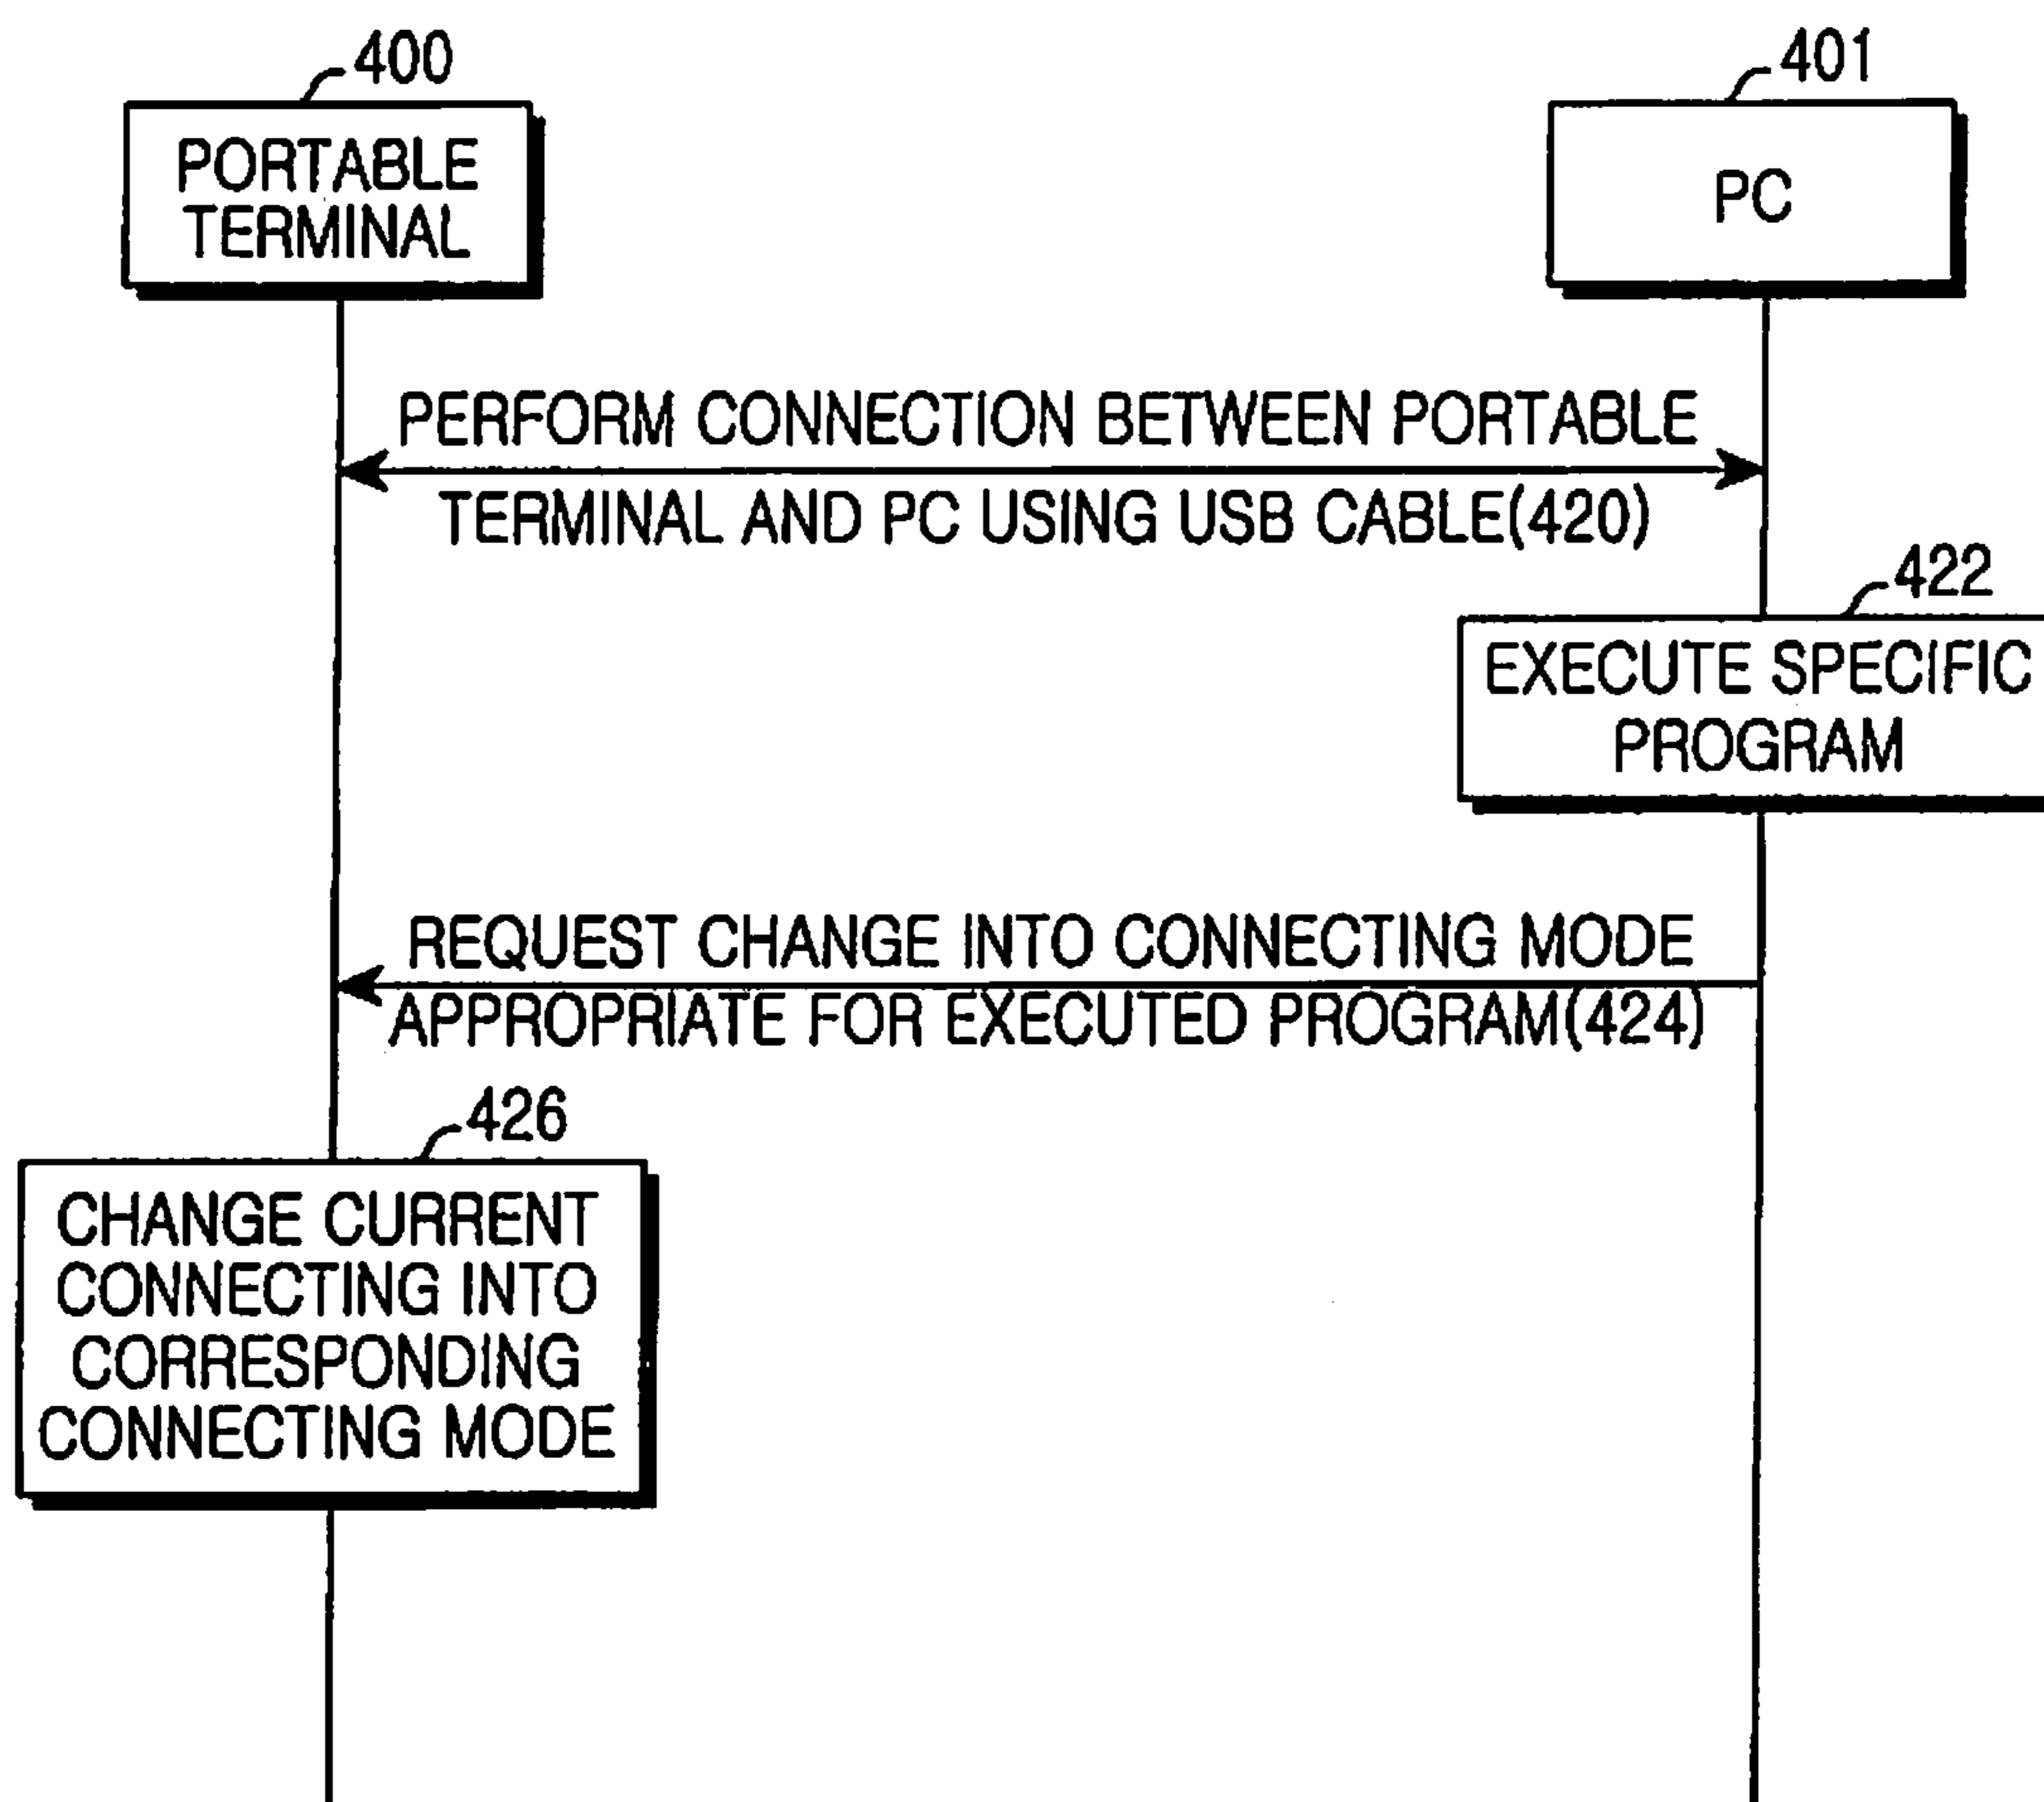 400
PORTABLE
TERMINAL
401
PC
PERFORM CONNECTION BETWEEN PORTABLE
TERMINAL AND PC USING USB CABLE(420)
422
EXECUTE SPECIFIC
PROGRAM
REQUEST CHANGE INTO CONNECTING MODE
APPROPRIATE FOR EXECUTED PROGRAM(424)
426
CHANGE CURRENT
CONNECTING INTO
CORRESPONDING
CONNECTING MODE